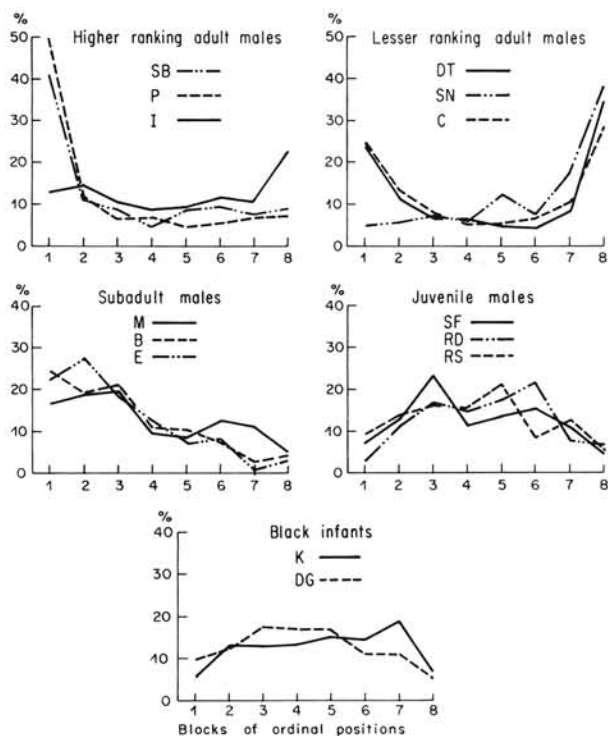 %
Higher ranking adult males
SB
P
I
50
40
30
20
10
0
1 2 3 4 5 6 7 8
%
Lesser ranking adult males
DT
SN
C
50
40
30
20
10
0
1 2 3 4 5 6 7 8
%
Subadult males
M
B
E
40
30
20
10
0
1 2 3 4 5 6 7 8
%
Juvenile males
SF
RD
RS
40
30
20
10
0
1 2 3 4 5 6 7 8
%
Black infants
K
DG
40
30
20
10
0
1 2 3 4 5 6 7 8
Blocks of ordinal positions